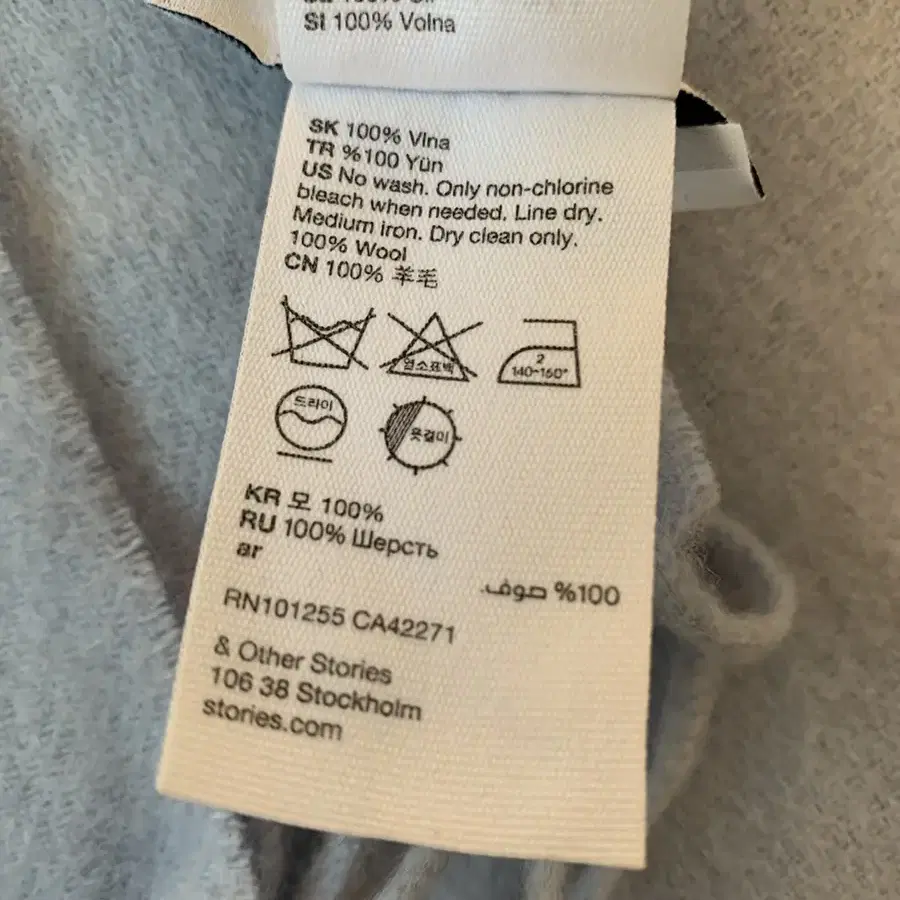 SI 100% Volna
SK 100% Vlna
TR %100 Yün
US No wash. Only non-chlorine
bleach when needed. Line dry.
Medium iron. Dry clean only.
100% Wool
CN 100% 羊毛
염소표백
2
140~160°
드라이
옷걸이
KR 모 100%
RU 100% Шерсть
ar
100% صوف.
RN101255 CA42271
& Other Stories
106 38 Stockholm
stories.com